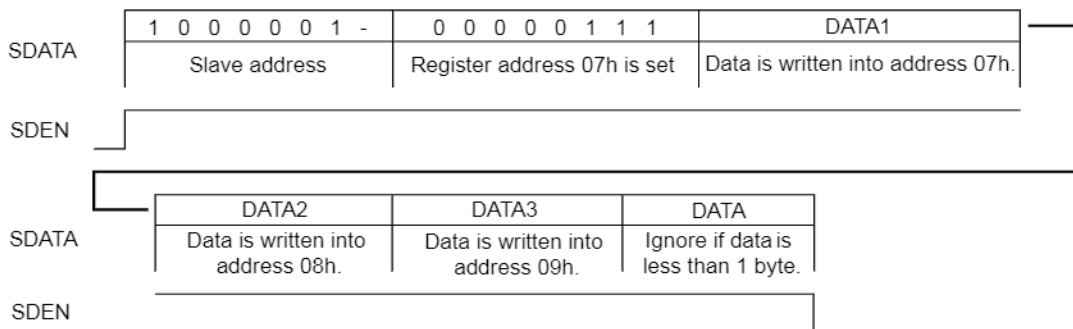 1 0 0 0 0 0 1 - 0 0 0 0 0 1 1 1 DATA1
SDATA
Slave address Register address 07h is set Data is written into address 07h.
SDEN
DATA2 DATA3 DATA
SDATA
Data is written into Data is written into Ignore if data is
address 08h. address 09h. less than 1 byte.
SDEN